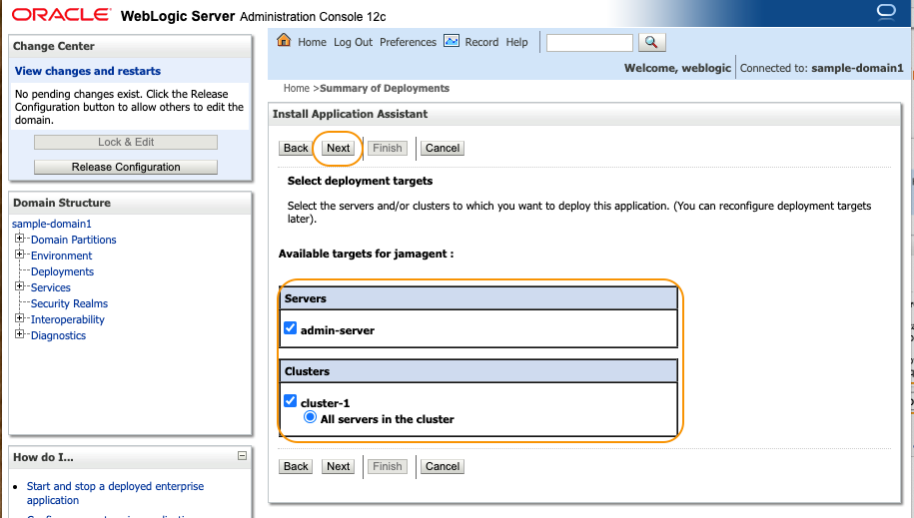 ORACLE WebLogic Server Administration Console 12c
Change Center
View changes and restarts
No pending changes exist. Click the Release
Configuration button to allow others to edit the
domain.
Lock & Edit
Release Configuration
Domain Structure
sample-domain1
Domain Partitions
Environment
Deployments
Services
Security Realms
Interoperability
Diagnostics
How do I...
Start and stop a deployed enterprise
application
Home Log Out Preferences Record Help
Welcome, weblogic Connected to: sample-domain1
Home >Summary of Deployments
Install Application Assistant
Back Next Finish Cancel
Select deployment targets
Select the servers and/or clusters to which you want to deploy this application. (You can reconfigure deployment targets
later).
Available targets for jamagent :
Servers
admin-server
Clusters
cluster-1
All servers in the cluster
Back Next Finish Cancel